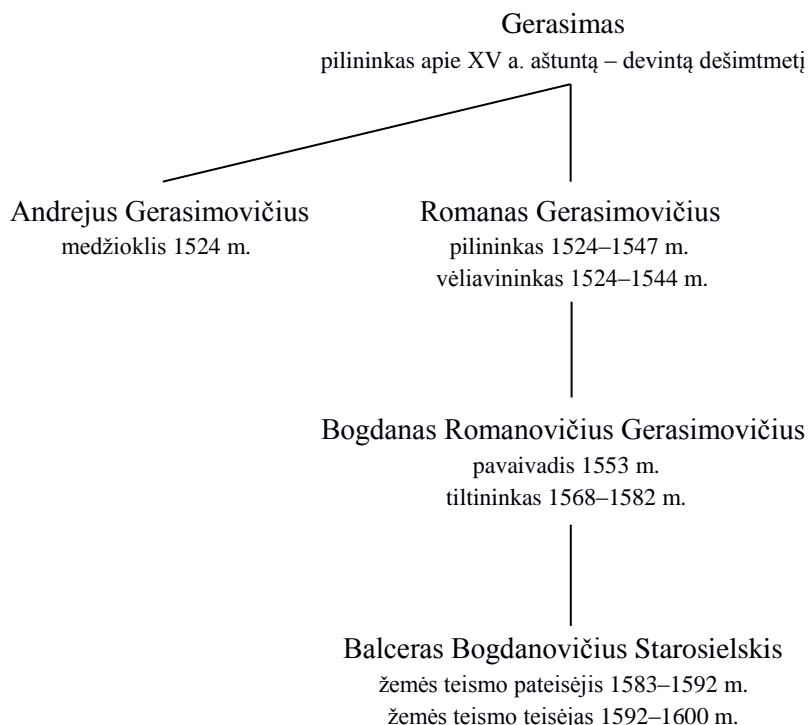 Gerasimas
pilininkas apie XV a. aštuntą – devintą dešimtmetį
Andrejus Gerasimovičius
medžioklis 1524 m.
Romanas Gerasimovičius
pilininkas 1524–1547 m.
vėliavininkas 1524–1544 m.
Bogdanas Romanovičius Gerasimovičius
pavaivadis 1553 m.
tiltininkas 1568–1582 m.
Balceras Bogdanovičius Starosielskis
žemės teismo pateisėjis 1583–1592 m.
žemės teismo teisėjas 1592–1600 m.